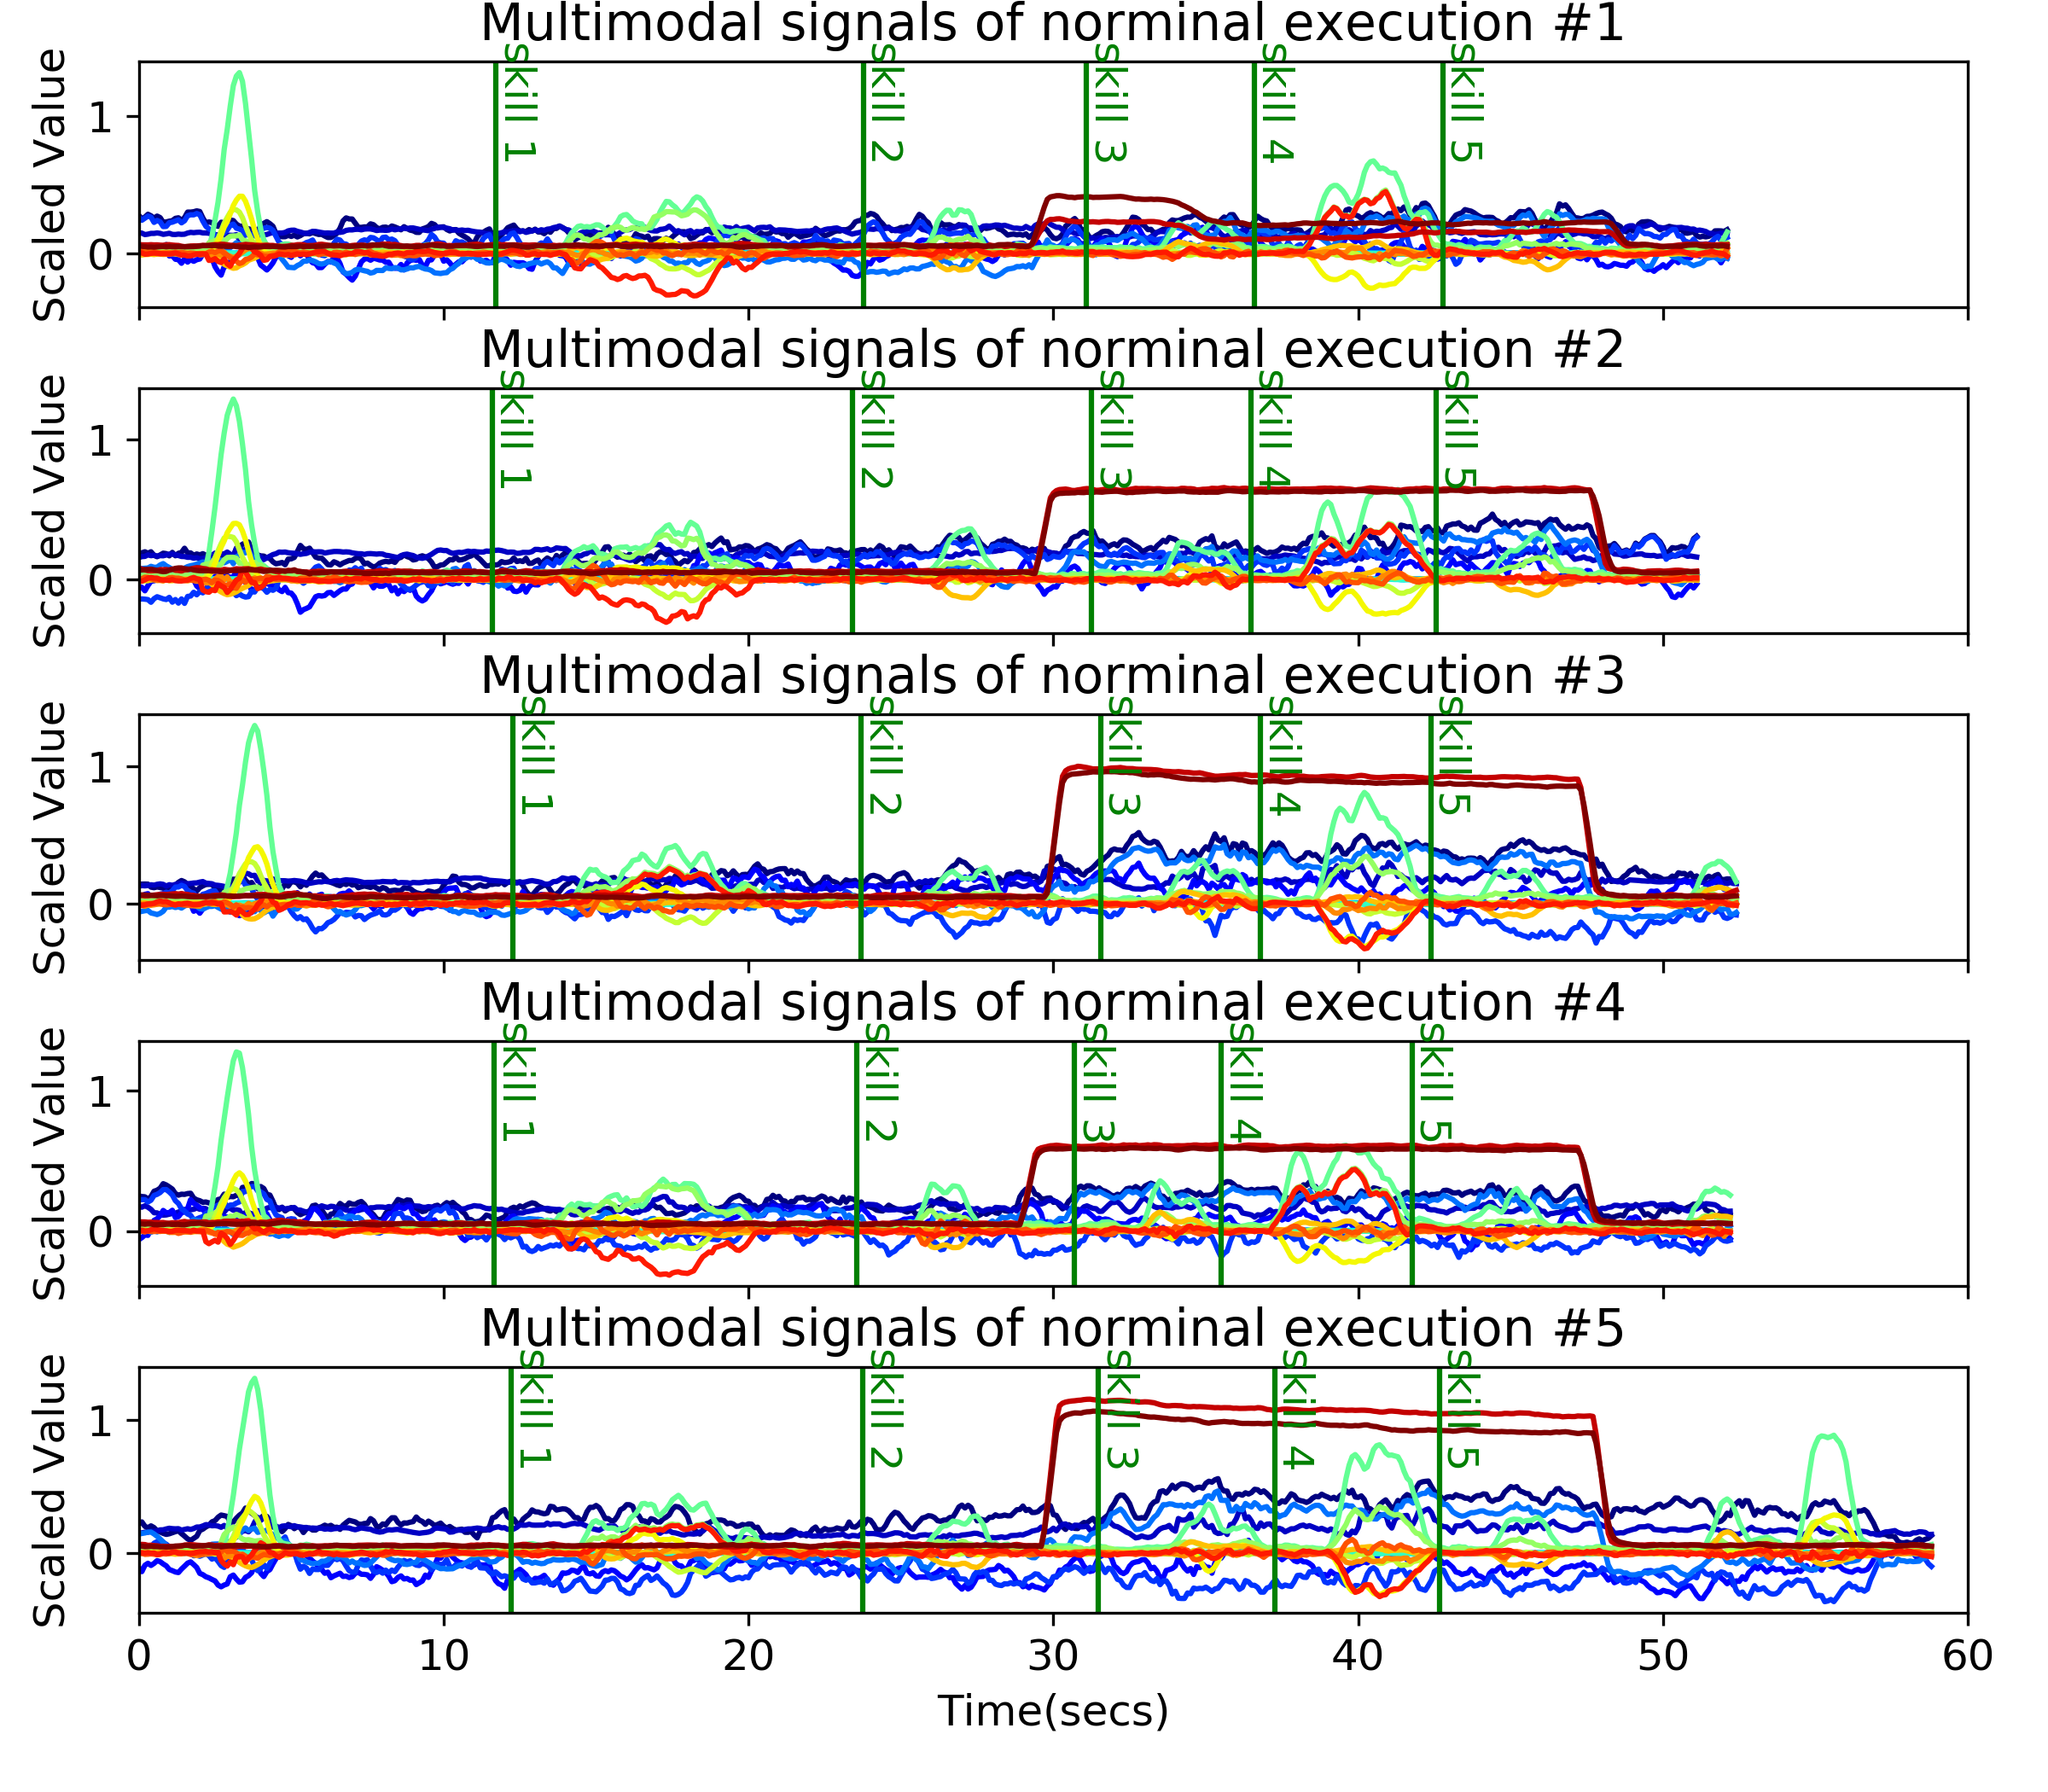 Multimodal signals of norminal execution #1
Scaled Value
1
0
skill 1
skill 2
skill 3
skill 4
skill 5
Multimodal signals of norminal execution #2
Scaled Value
1
0
skill 1
skill 2
skill 3
skill 4
skill 5
Multimodal signals of norminal execution #3
Scaled Value
1
0
skill 1
skill 2
skill 3
skill 4
skill 5
Multimodal signals of norminal execution #4
Scaled Value
1
0
skill 1
skill 2
skill 3
skill 4
skill 5
Multimodal signals of norminal execution #5
Scaled Value
1
0
skill 1
skill 2
skill 3
skill 4
skill 5
0 10 20 30 40 50 60
Time(secs)